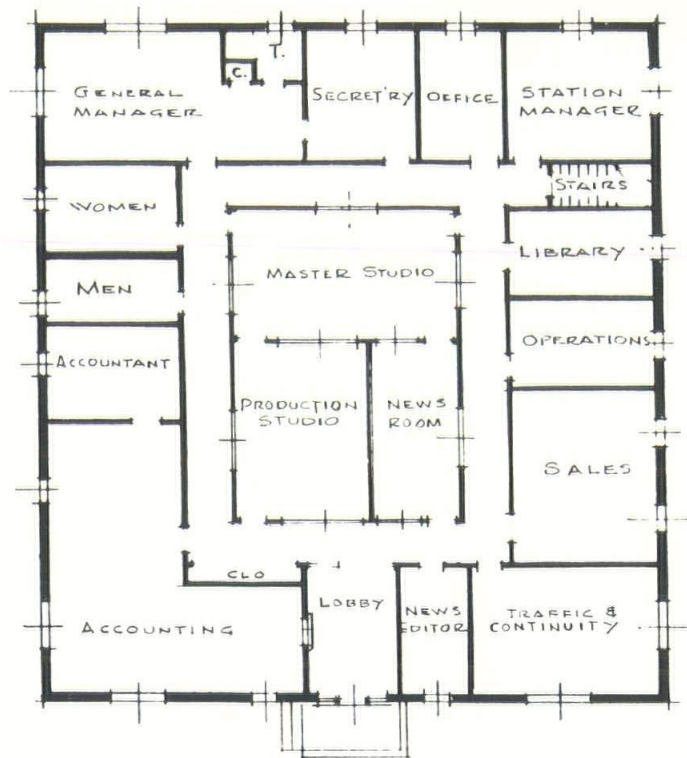 T.
C.
GENERAL
MANAGER
SECRET'RY
OFFICE
STATION
MANAGER
STAIRS
WOMEN
LIBRARY
MASTER STUDIO
MEN
OPERATIONS
ACCOUNTANT
PRODUCTION
STUDIO
NEWS
ROOM
SALES
CLO
LOBBY
NEWS
EDITOR
TRAFFIC &
CONTINUITY
ACCOUNTING